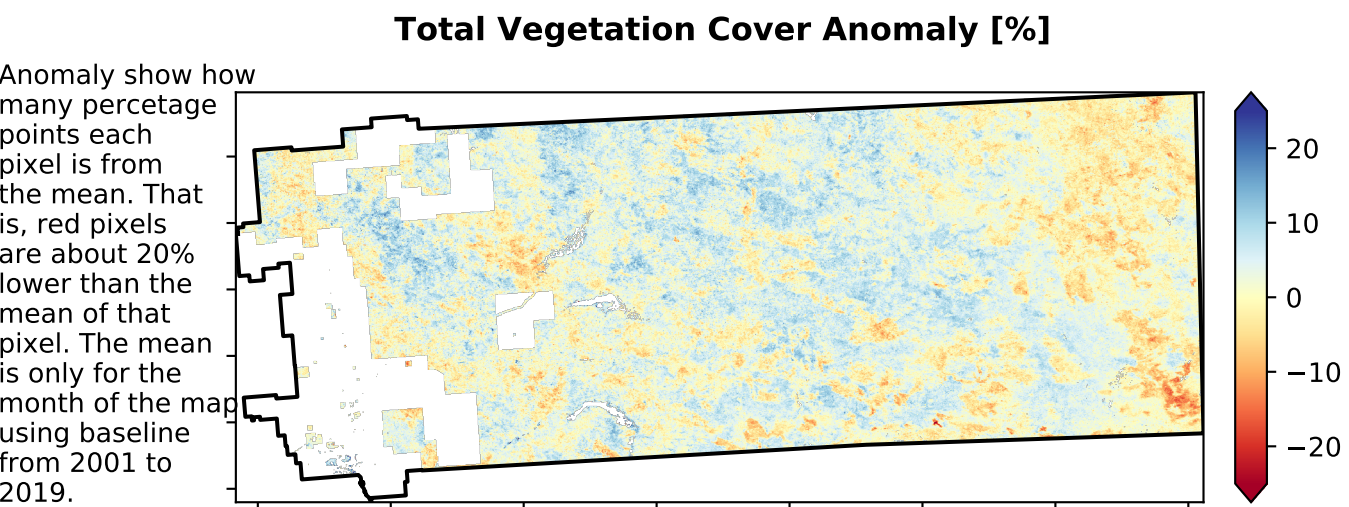 Total Vegetation Cover Anomaly [%]
Anomaly show how
many percetage
points each
pixel is from
the mean. That
is, red pixels
are about 20%
lower than the
mean of that
pixel. The mean
is only for the
month of the map
using baseline
from 2001 to
2019.
20
10
0
−10
−20